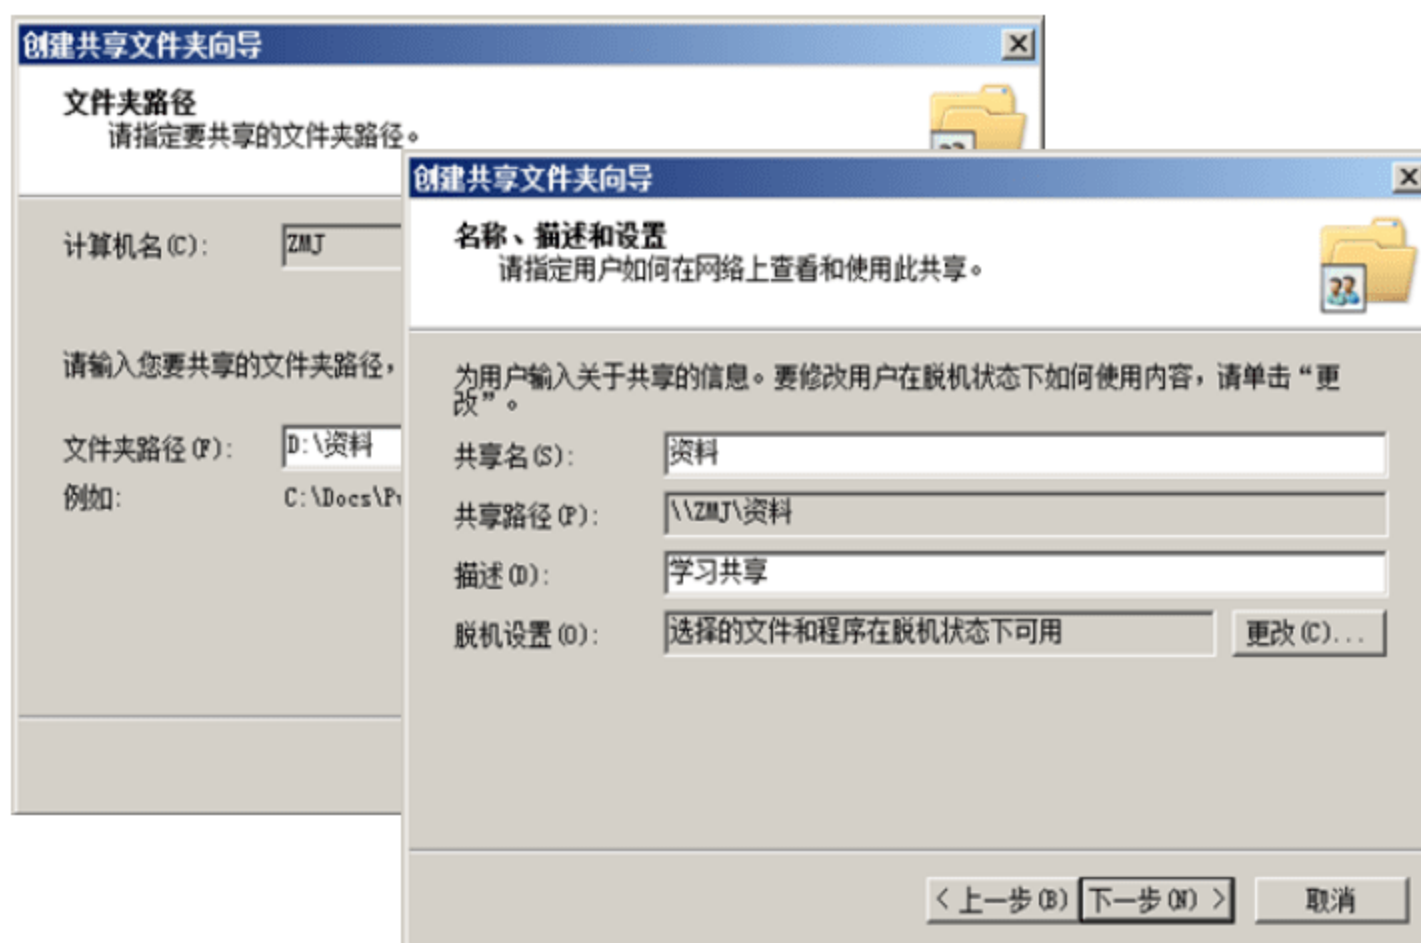 创建共享文件夹向导
文件夹路径
请指定要共享的文件夹路径。
计算机名(C):
ZMJ
请输入您要共享的文件夹路径，
文件夹路径(F):
D:\资料
例如:
C:\Docs\Pu
创建共享文件夹向导
名称、描述和设置
请指定用户如何在网络上查看和使用此共享。
为用户输入关于共享的信息。要修改用户在脱机状态下如何使用内容，请单击“更
改”。
共享名(S):
资料
共享路径(P):
\\ZMJ\资料
描述(D):
学习共享
脱机设置(O):
选择的文件和程序在脱机状态下可用
更改(C)...
< 上一步(B)
下一步(N) >
取消